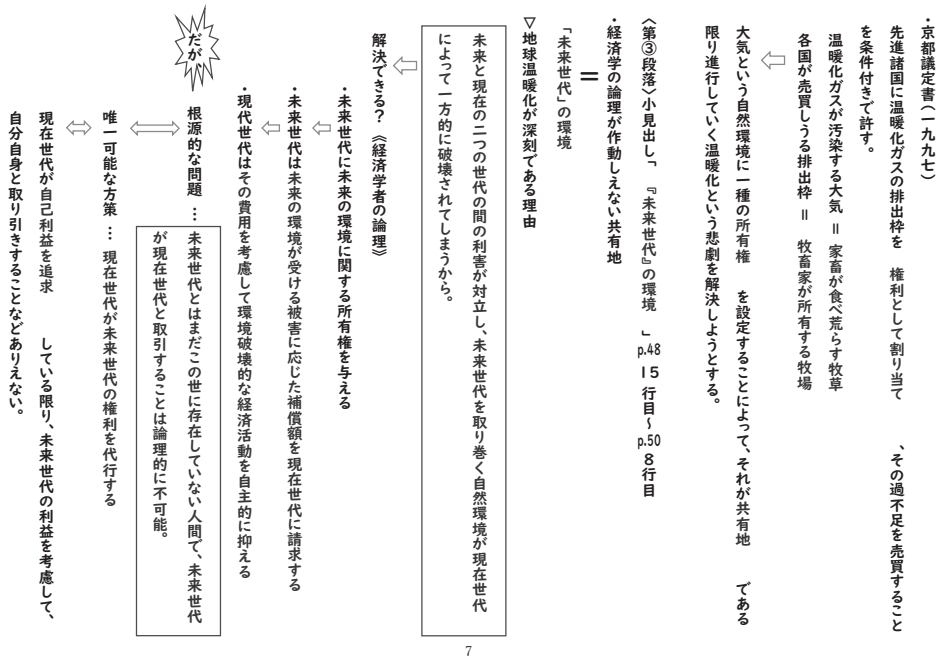 ・京都議定書(一九九七)
先進諸国に温暖化ガスの排出枠を　権利として割り当て　、その過不足を売買すること
を条件付きで許す。
温暖化ガスが汚染する大気 = 家畜が食べ荒らす牧草
各国が売買しうる排出枠 = 牧畜家が所有する牧場
大気という自然環境に一種の所有権　を設定することによって、それが共有地　である
限り進行していく温暖化という悲劇を解決しようとする。
〈第③段落〉小見出し「『未来世代』の環境　」p.48 15行目～p.50 8行目
・経済学の論理が作動しえない共有地
=
「未来世代」の環境
▽地球温暖化が深刻である理由
未来と現在の二つの世代の間の利害が対立し、未来世代を取り巻く自然環境が現在世代
によって一方的に破壊されてしまうから。
解決できる?《経済学者の論理》
・未来世代に未来の環境に関する所有権を与える
・未来世代は未来の環境が受ける被害に応じた補償額を現在世代に請求する
・現代世代はその費用を考慮して環境破壊的な経済活動を自主的に抑える
だが、
根源的な問題 … 未来世代とはまだこの世に存在していない人間で、未来世代
が現在世代と取引することは論理的に不可能。
唯一可能な方策 … 現在世代が未来世代の権利を代行する
現在世代が自己利益を追求　している限り、未来世代の利益を考慮して、
自分自身と取り引きすることなどありえない。
7